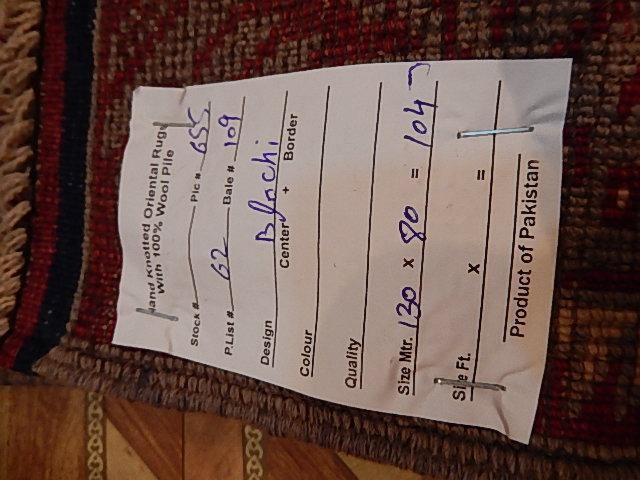 Hand Knotted Oriental Rugs
With 100% Wool Pile
Stock # Pic #. 655
P.List #. 62 Bale # 109
Design Blochi
Center + Border
Colour
Quality
Size Mtr. 130 x 80 = 104
Size Ft. x =
Product of Pakistan